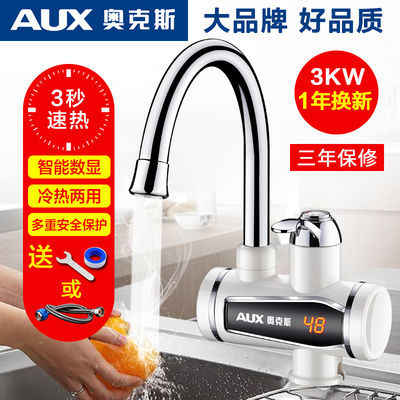 AUX 奥克斯 大品牌 好品质
3秒
速热
智能数显
冷热两用
多重安全保护
送
或
3KW
1年换新
三年保修
AUX 奥克斯 48